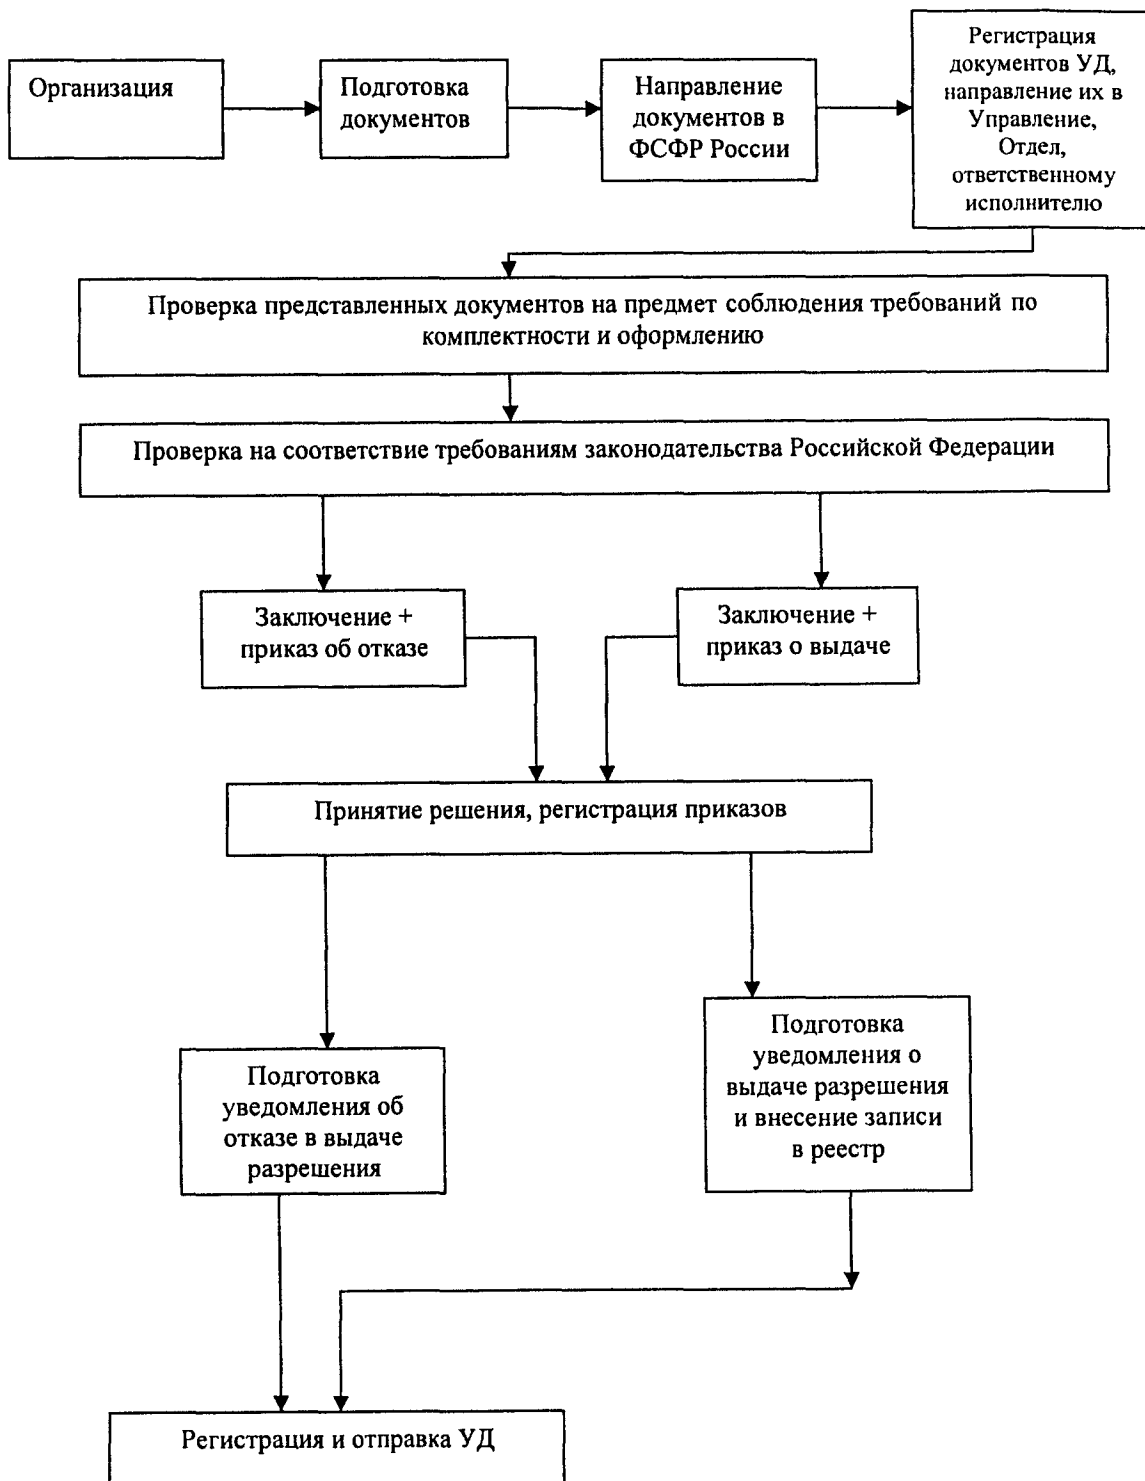 Организация
Подготовка
документов
Направление
документов в
ФСФР России
Регистрация
документов УД,
направление их в
Управление,
Отдел,
ответственному
исполнителю
Проверка представленных документов на предмет соблюдения требований по
комплектности и оформлению
Проверка на соответствие требованиям законодательства Российской Федерации
Заключение +
приказ об отказе
Заключение +
приказ о выдаче
Принятие решения, регистрация приказов
Подготовка
уведомления об
отказе в выдаче
разрешения
Подготовка
уведомления о
выдаче разрешения
и внесение записи
в реестр
Регистрация и отправка УД